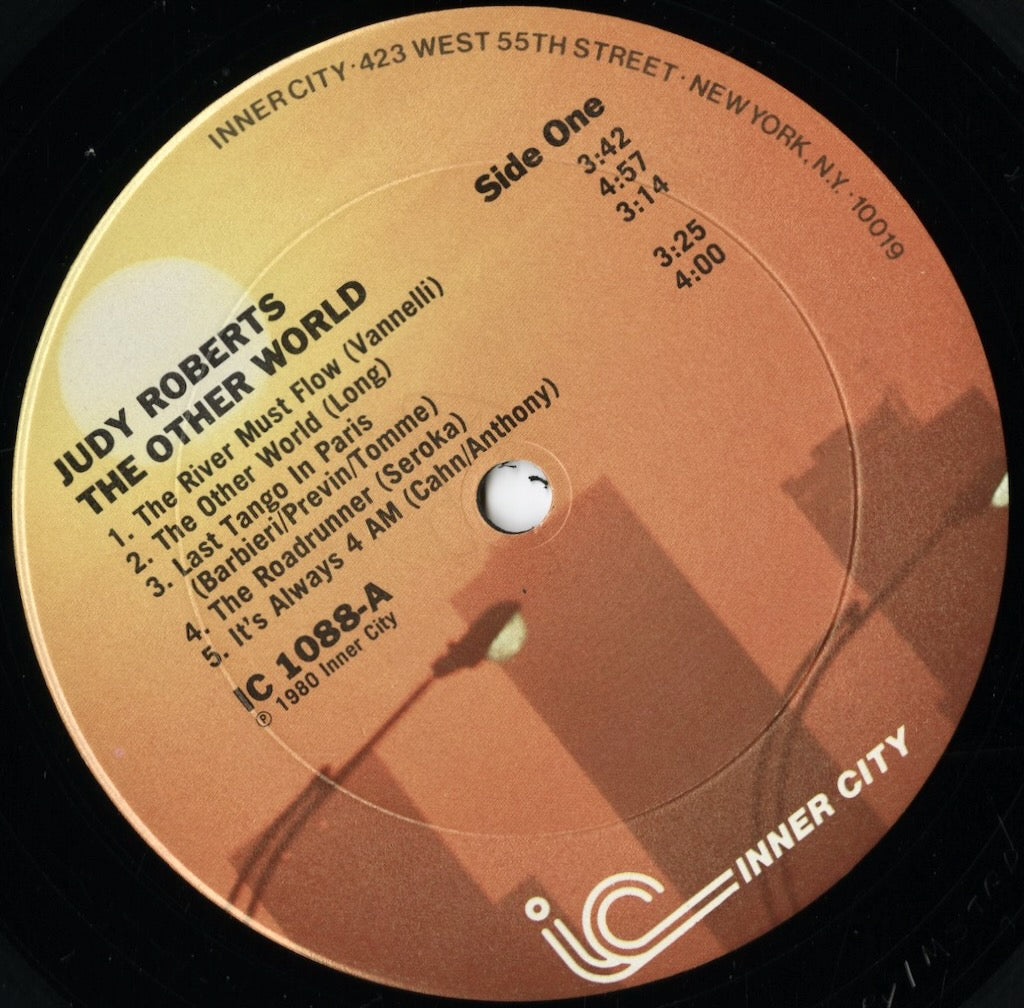 INNER CITY · 423 WEST 55TH STREET · NEW YORK, N.Y. · 10019
Side One
JUDY ROBERTS
THE OTHER WORLD
1. The River Must Flow (Vannelli) 3:42
2. The Other World (Long) 4:57
3. Last Tango In Paris 3:14
(Barbieri/Previn/Tomme)
4. The Roadrunner (Seroka) 3:25
5. It's Always 4 AM (Cahn/Anthony) 4:00
IC 1088-A
Ⓟ 1980 Inner City
ic INNER CITY